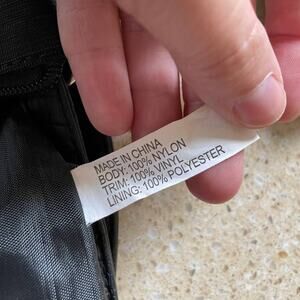 MADE IN CHINA
BODY: 100% NYLON
TRIM: 100% VINYL
LINING: 100% POLYESTER